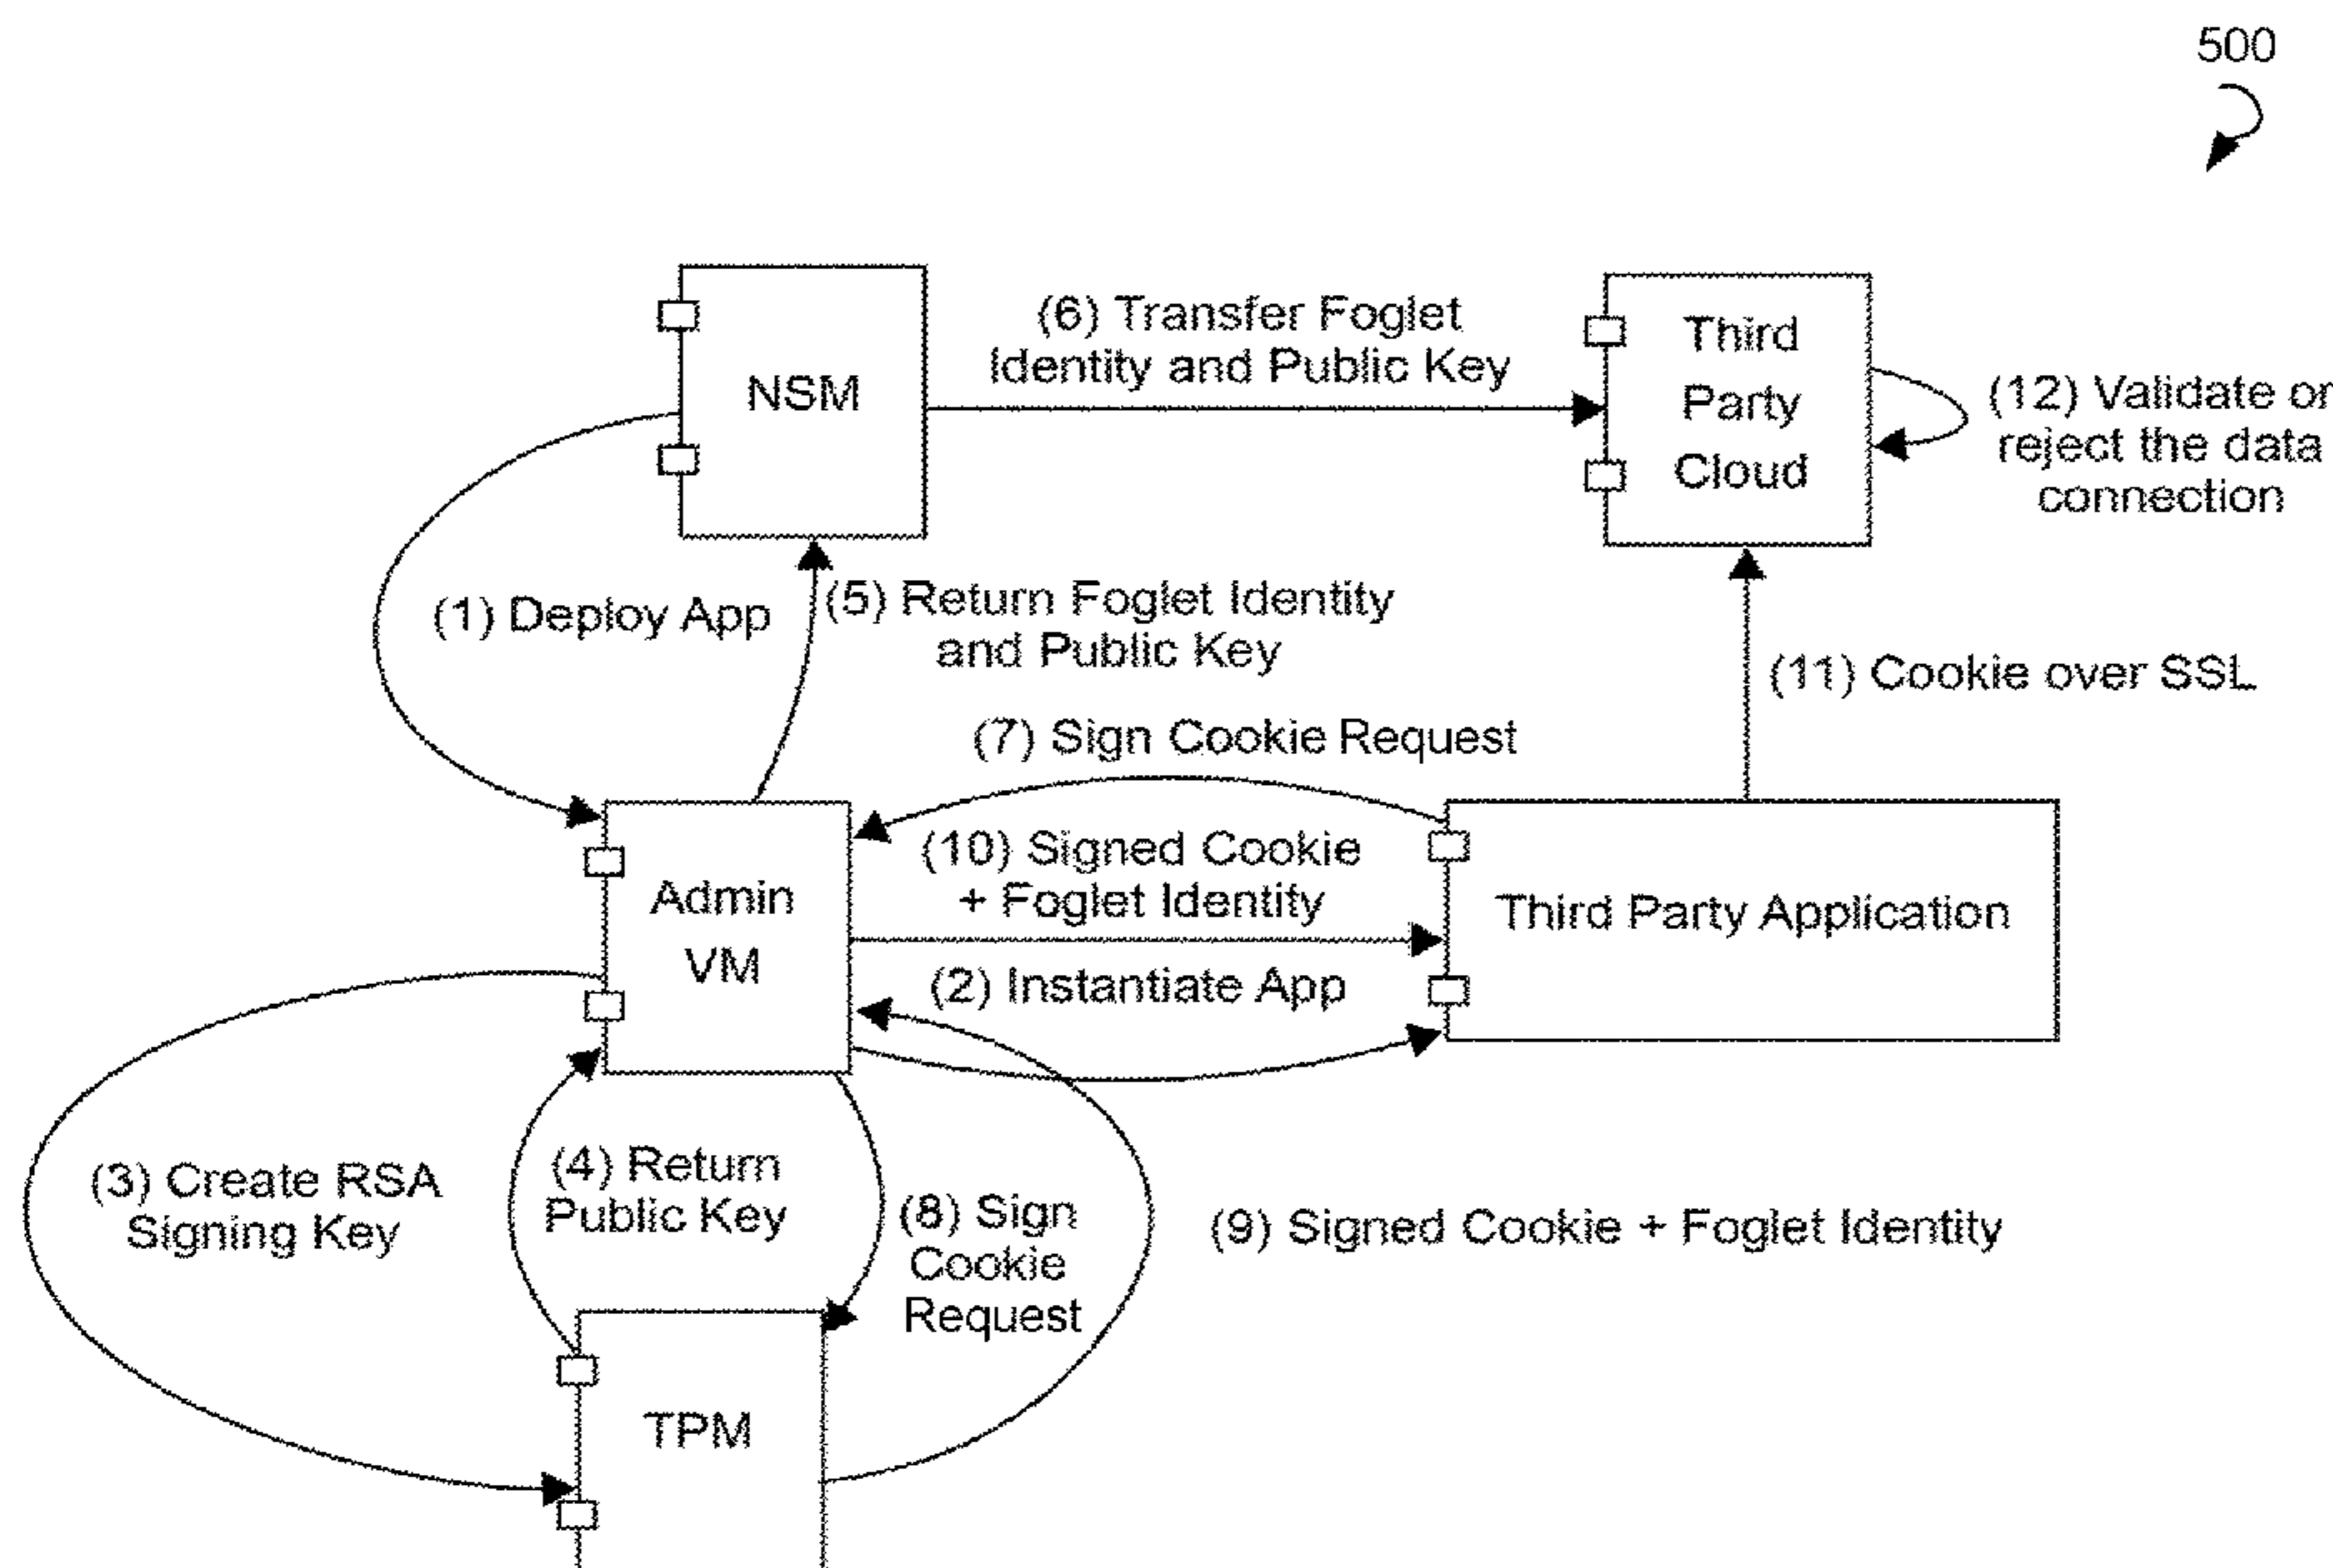 500
NSM
(6) Transfer Foglet
Identity and Public Key
Third
Party
Cloud
(12) Validate or
reject the data
connection
(1) Deploy App
(5) Return Foglet Identity
and Public Key
(11) Cookie over SSL
(7) Sign Cookie Request
Admin
VM
(10) Signed Cookie
+ Foglet Identity
(2) Instantiate App
Third Party Application
(3) Create RSA
Signing Key
(4) Return
Public Key
(8) Sign
Cookie
Request
(9) Signed Cookie + Foglet Identity
TPM